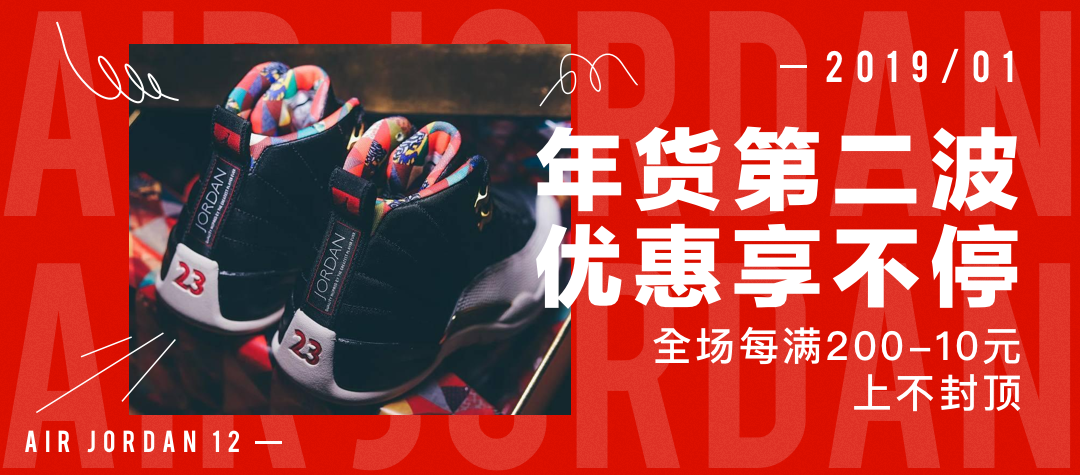 AIR JORDAN
AIR JORDAN
2019/01
年货第二波
优惠享不停
全场每满200-10元
上不封顶
JORDAN
23
JORDAN
23
AIR JORDAN 12